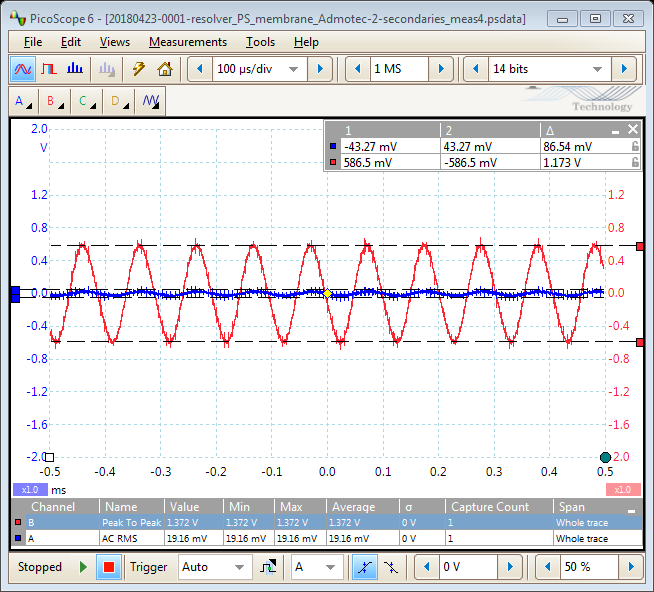 PicoScope 6 - [20180423-0001-resolver_PS_membrane_Admotec-2-secondaries_meas4.psdata]
File Edit Views Measurements Tools Help
100 µs/div 1 MS 14 bits
A B C D
Technology
2.0
V
1 2 Δ
-43.27 mV 43.27 mV 86.54 mV
586.5 mV -586.5 mV 1.173 V
1.2 1.2
0.8 0.8
0.4 0.4
0.0 0.0
-0.4 -0.4
-0.8 -0.8
-1.2 -1.2
-1.6 -1.6
-2.0 -2.0
-0.5 -0.4 -0.3 -0.2 -0.1 0.0 0.1 0.2 0.3 0.4 0.5
x1.0 ms x1.0
Channel Name Value Min Max Average σ Capture Count Span
B Peak To Peak 1.372 V 1.372 V 1.372 V 1.372 V 0 V 1 Whole trace
A AC RMS 19.16 mV 19.16 mV 19.16 mV 19.16 mV 0 V 1 Whole trace
Stopped Trigger Auto A 0 V 50 %